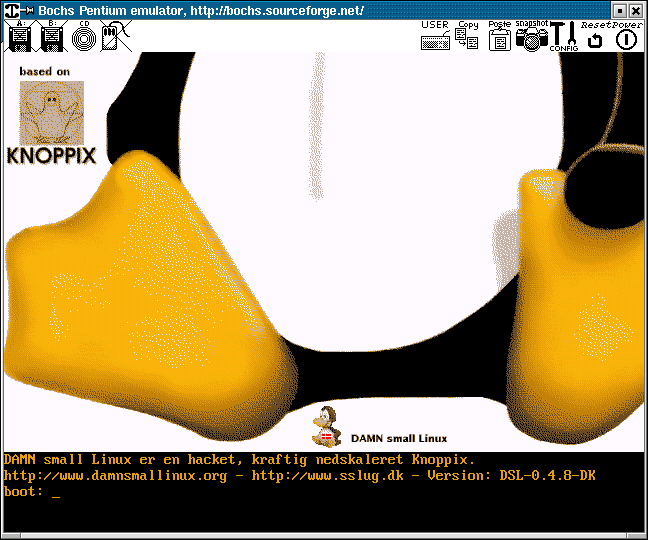 Bochs Pentium emulator, http://bochs.sourceforge.net/
A: B: CD USER Copy Poste snapshot CONFIG Reset Power
based on
KNOPPIX
DAMN small Linux
DAMN small Linux er en hacket, kraftig nedskaleret Knoppix.
http://www.damnsmallinux.org - http://www.sslug.dk - Version: DSL-0.4.8-DK
boot: _